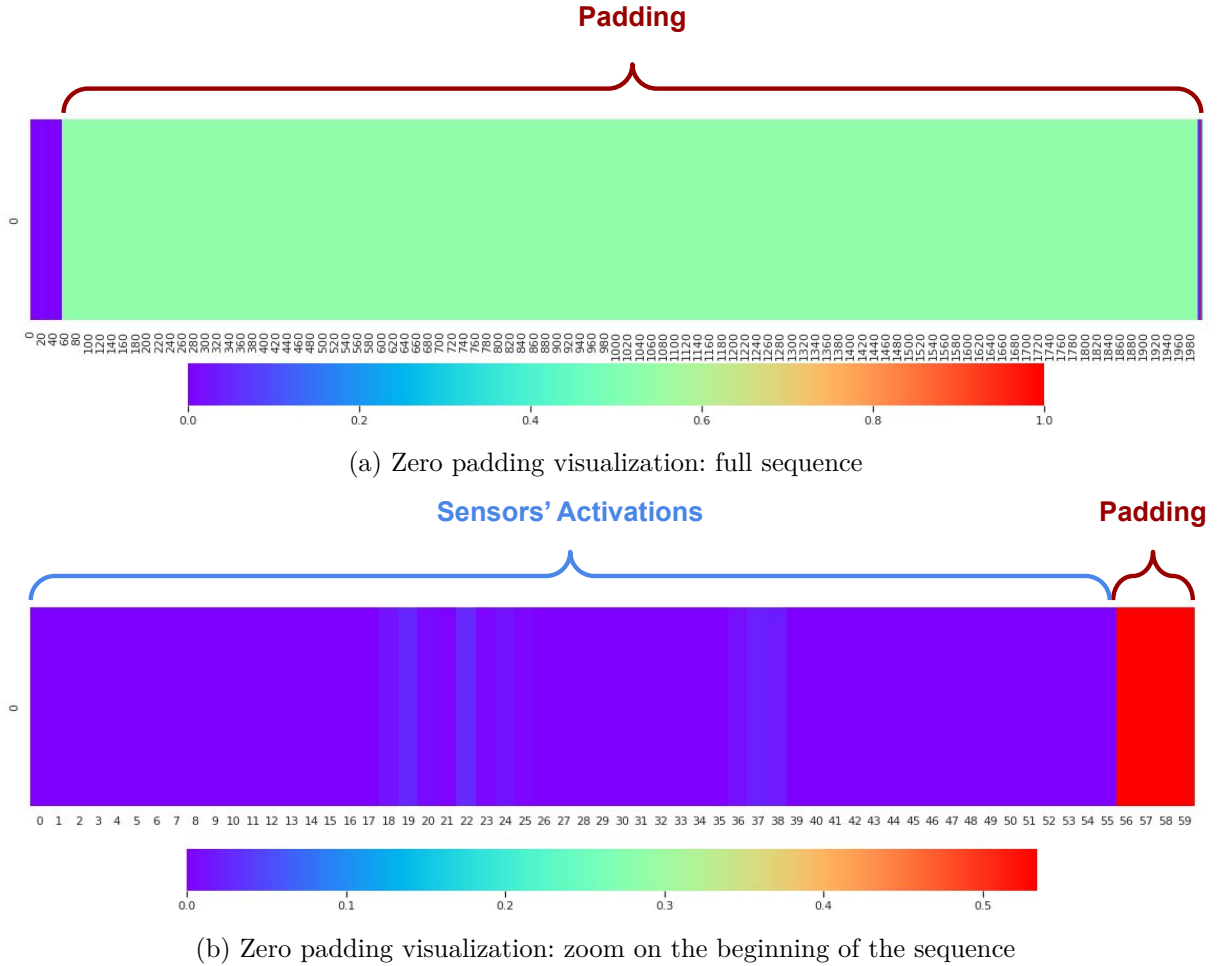 Padding
0
0 20 40 60 80 100 120 140 160 180 200 220 240 260 280 300 320 340 360 380 400 420 440 460 480 500 520 540 560 580 600 620 640 660 680 700 720 740 760 780 800 820 840 860 880 900 920 940 960 980 1000 1020 1040 1060 1080 1100 1120 1140 1160 1180 1200 1220 1240 1260 1280 1300 1320 1340 1360 1380 1400 1420 1440 1460 1480 1500 1520 1540 1560 1580 1600 1620 1640 1660 1680 1700 1720 1740 1760 1780 1800 1820 1840 1860 1880 1900 1920 1940 1960 1980
0.0 0.2 0.4 0.6 0.8 1.0
(a) Zero padding visualization: full sequence
Sensors’ Activations Padding
0
0 1 2 3 4 5 6 7 8 9 10 11 12 13 14 15 16 17 18 19 20 21 22 23 24 25 26 27 28 29 30 31 32 33 34 35 36 37 38 39 40 41 42 43 44 45 46 47 48 49 50 51 52 53 54 55 56 57 58 59
0.0 0.1 0.2 0.3 0.4 0.5
(b) Zero padding visualization: zoom on the beginning of the sequence